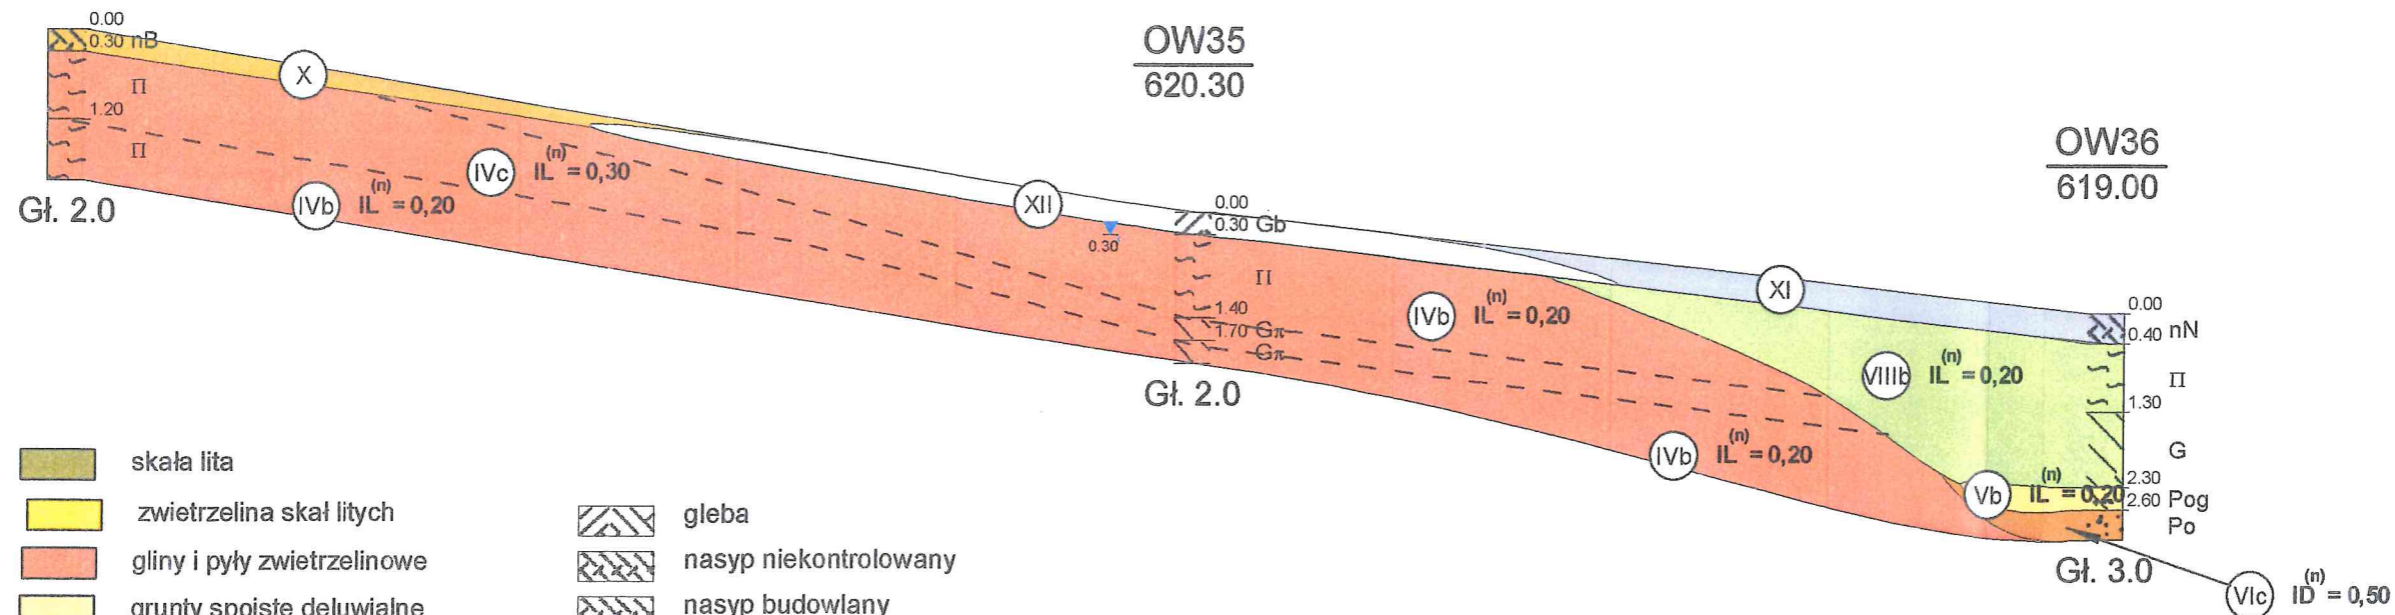 0.00
0.30 nB
Π
1.20
Π
Gł. 2.0
X
IVb IL(n) = 0,20
IVc IL(n) = 0,30
OW35
620.30
XII
0.30
0.00
0.30 Gb
Π
1.40
Gπ
1.70
Gπ
Gł. 2.0
IVb IL(n) = 0,20
IVb IL(n) = 0,20
XI
OW36
619.00
0.00
0.40 nN
VIIIb IL(n) = 0,20
Π
1.30
G
2.30
Vb IL(n) = 0,20
2.60 Pog
Po
Gł. 3.0
VIc ID(n) = 0,50
skała lita
zwietrzelina skał litych
gliny i pyły zwietrzelinowe
grunty spoiste deluwialne
gleba
nasyp niekontrolowany
nasyp budowlany